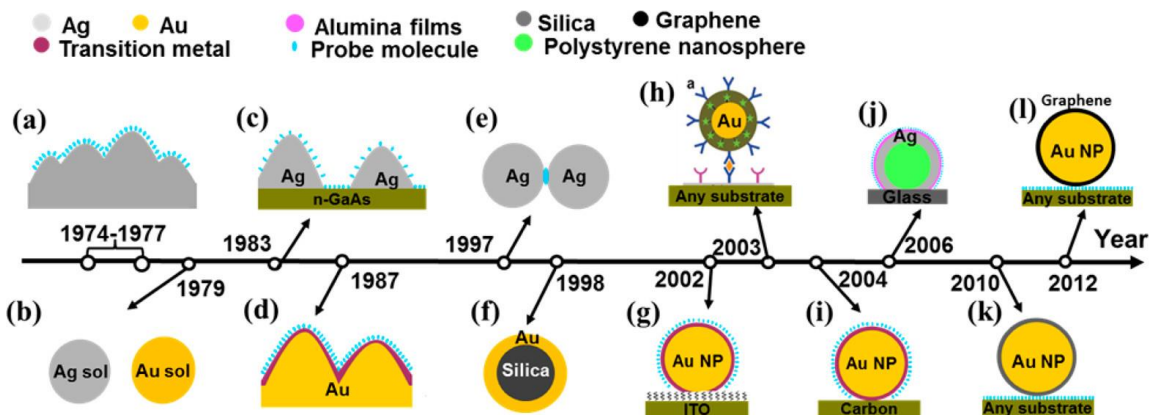 Ag Au Alumina films Silica Graphene
Transition metal Probe molecule Polystyrene nanosphere
(a) (c) (e) (h) a (j) (l)
Graphene
Au
Ag
Au NP
Ag Ag
Ag Ag
n-GaAs
Any substrate
Glass
Any substrate
1974-1977 1983 1997 2003 2006 Year
1979 1987 1998 2002 2004 2010 2012
(b) (d) (f) (g) (i) (k)
Au
Ag sol Au sol
Silica
Au NP
Au NP
Au NP
Au
ITO
Carbon
Any substrate